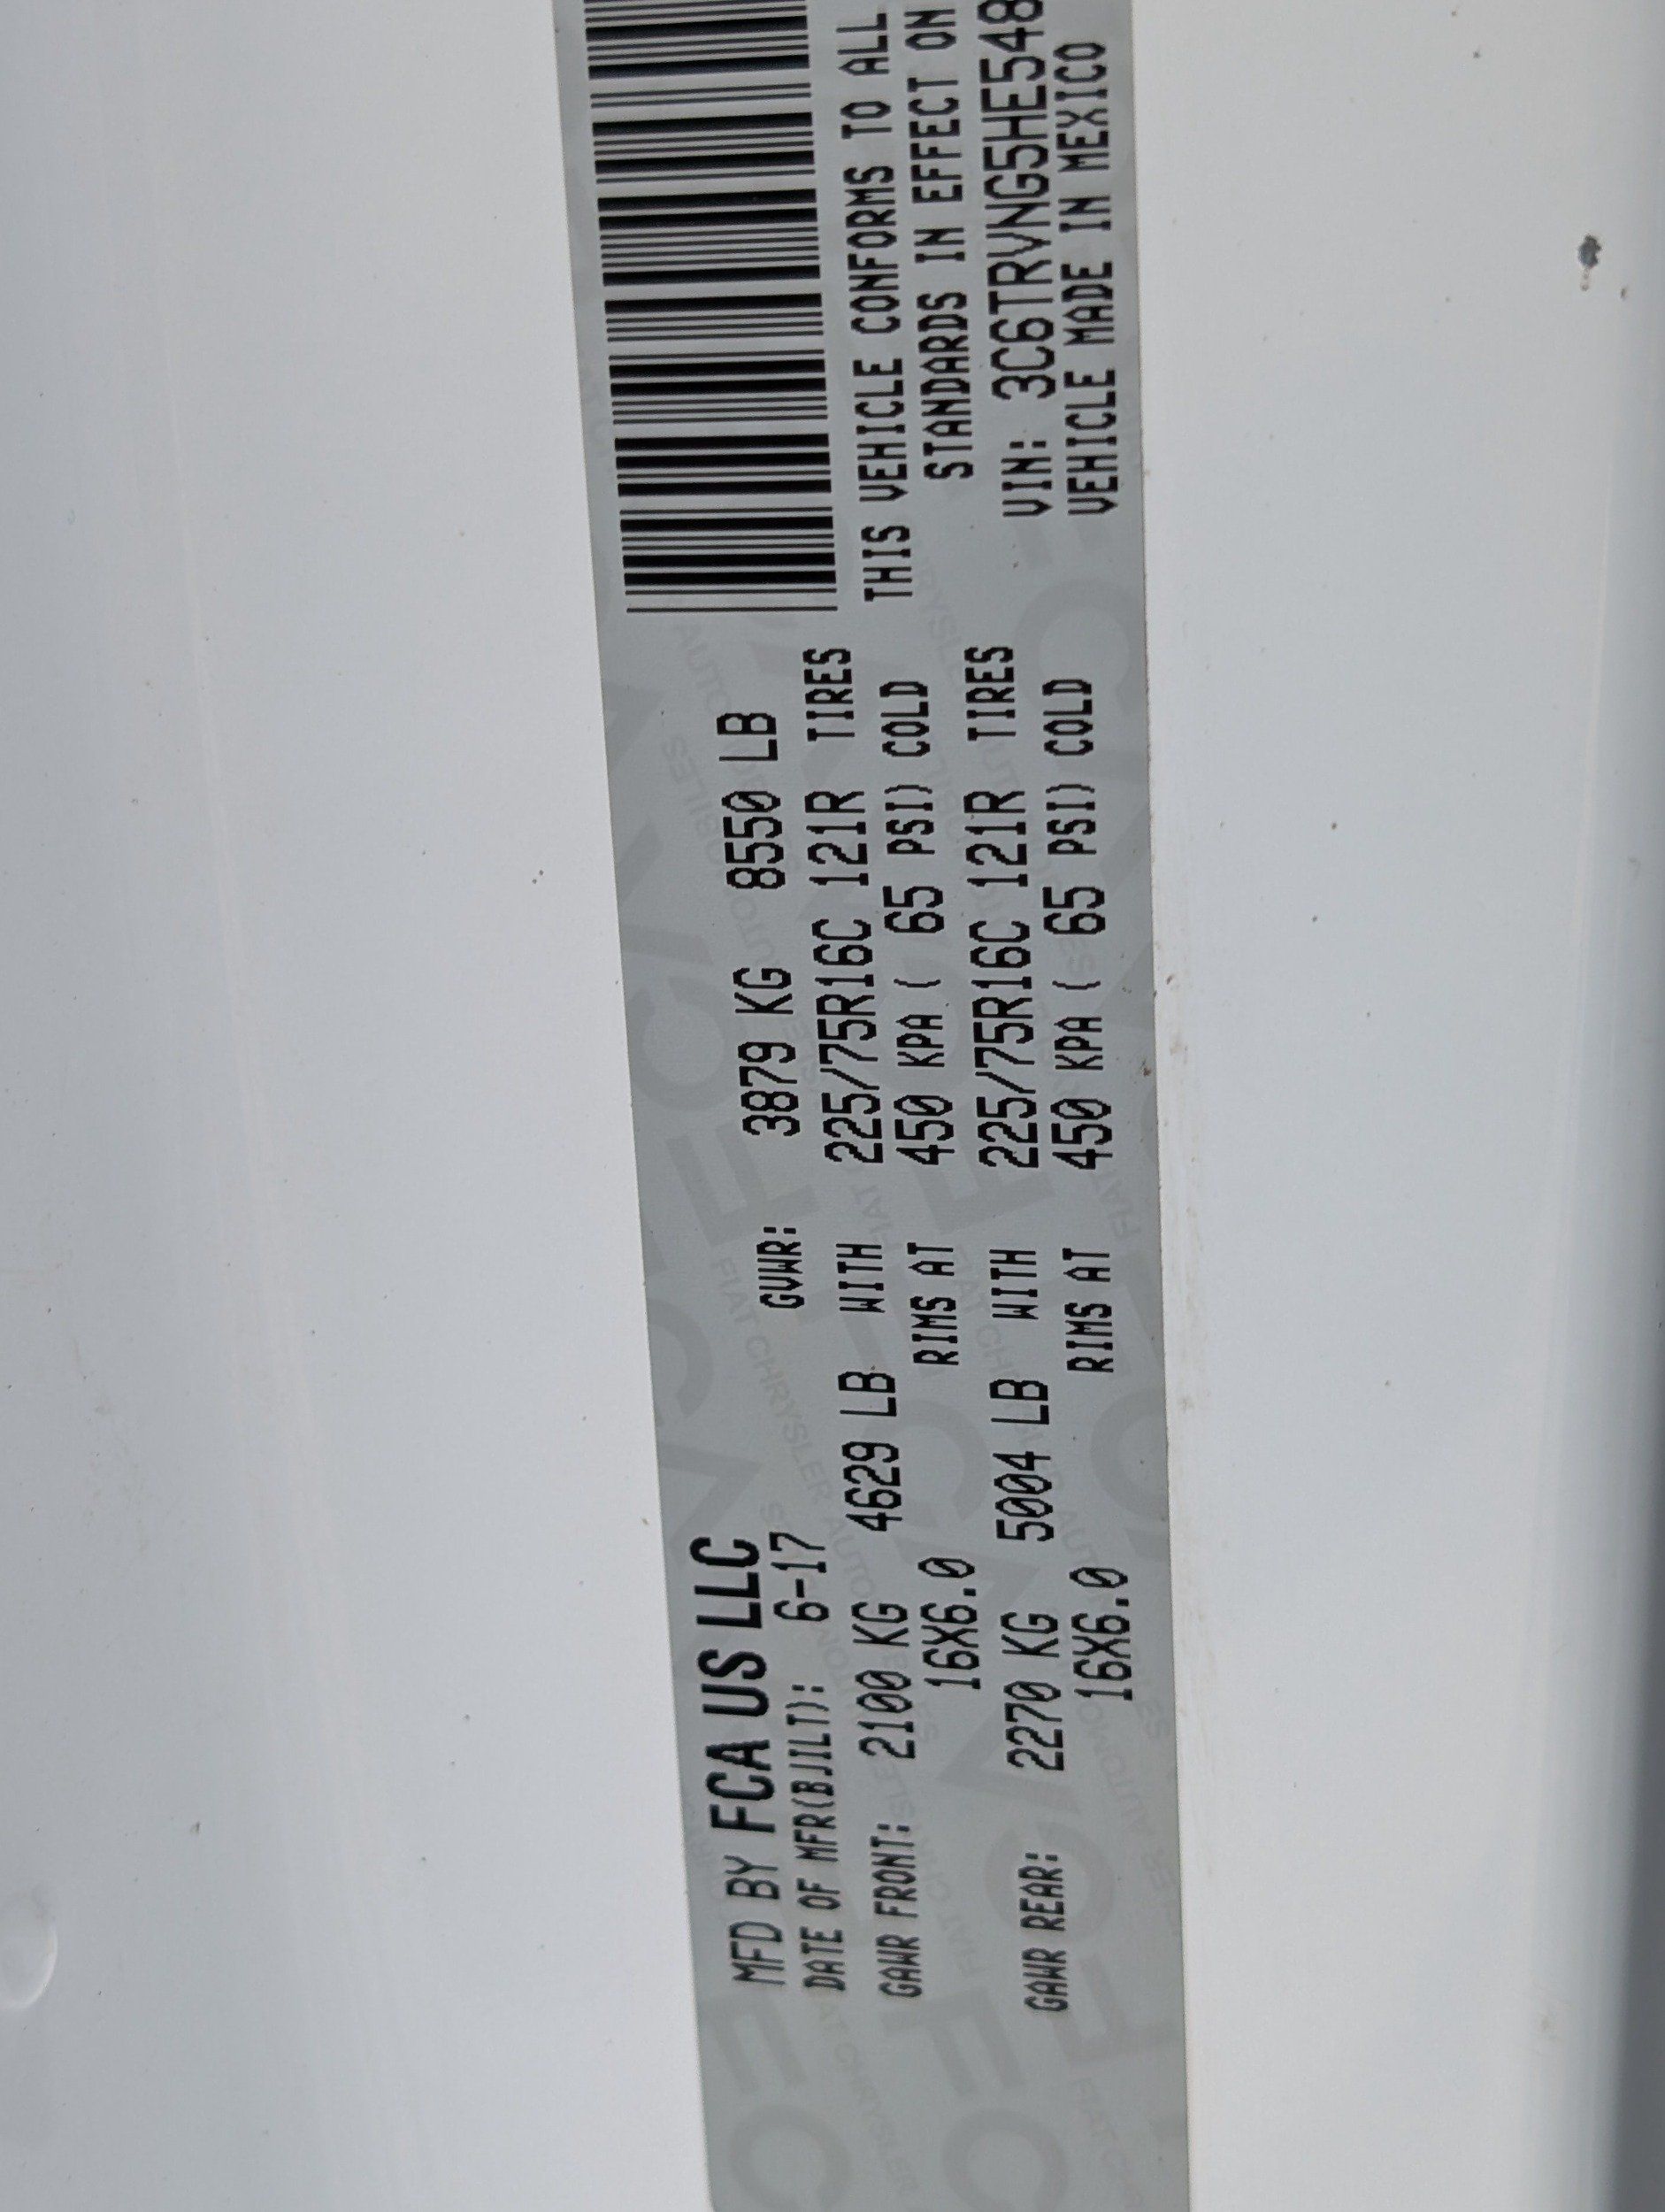 MFD BY FCA US LLC
DATE OF MFR(BJILT): 6-17 GVWR: 3879 KG 8550 LB
GAWR FRONT: 2100 KG 4629 LB WITH 225/75R16C 121R TIRES
16X6.0 RIMS AT 450 KPA ( 65 PSI) COLD
GAWR REAR: 2270 KG 5004 LB WITH 225/75R16C 121R TIRES
16X6.0 RIMS AT 450 KPA ( 65 PSI) COLD
THIS VEHICLE CONFORMS TO ALL
STANDARDS IN EFFECT ON
VIN: 3C6TRVNG5HE548
VEHICLE MADE IN MEXICO